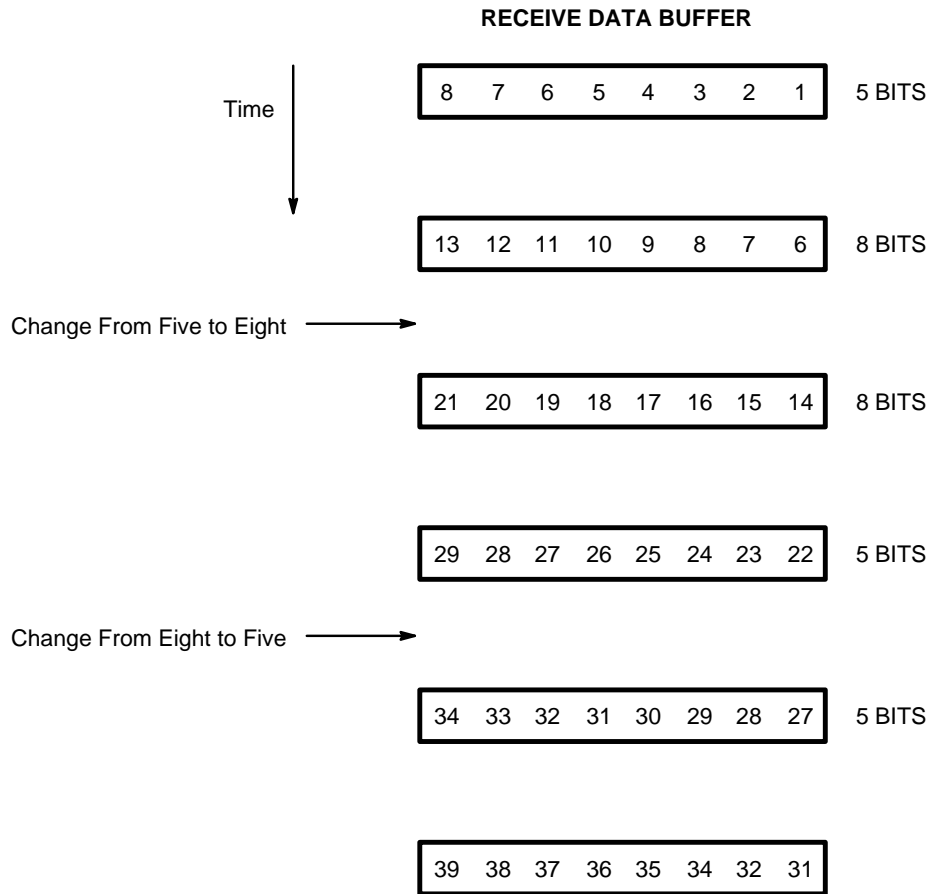 RECEIVE DATA BUFFER
Time
8 7 6 5 4 3 2 1 5 BITS
13 12 11 10 9 8 7 6 8 BITS
Change From Five to Eight
21 20 19 18 17 16 15 14 8 BITS
29 28 27 26 25 24 23 22 5 BITS
Change From Eight to Five
34 33 32 31 30 29 28 27 5 BITS
39 38 37 36 35 34 32 31